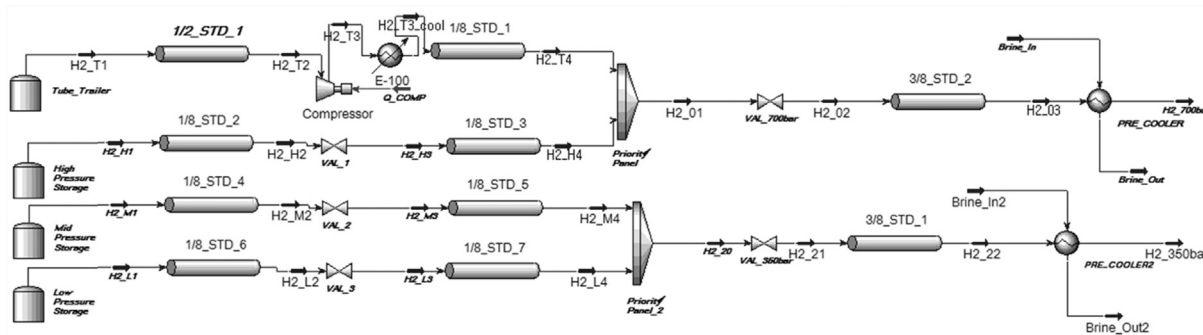 1/2_STD_1
H2_T3
H2_T3_cool
1/8_STD_1
H2_T1
H2_T2
H2_T4
E-100
Q_COMP
Tube_Trailer
Compressor
Brine_In
3/8_STD_2
H2_01
VAL_700bar
H2_02
H2_03
H2_700ba
PRE_COOLER
Brine_Out
1/8_STD_2
1/8_STD_3
H2_H1
H2_H2
VAL_1
H2_H3
H2_H4
Priority
Panel
High
Pressure
Storage
1/8_STD_4
1/8_STD_5
H2_M1
H2_M2
VAL_2
H2_M3
H2_M4
Mid
Pressure
Storage
Brine_In2
3/8_STD_1
1/8_STD_6
1/8_STD_7
H2_20
VAL_350bar
H2_21
H2_22
H2_350ba
PRE_COOLER2
H2_L1
H2_L2
VAL_3
H2_L3
H2_L4
Priority
Panel_2
Low
Pressure
Storage
Brine_Out2